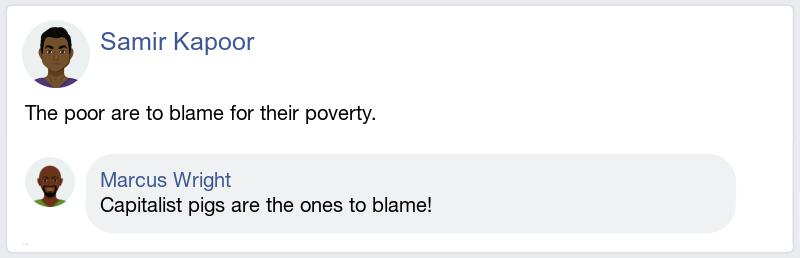 Samir Kapoor
The poor are to blame for their poverty.
Marcus Wright
Capitalist pigs are the ones to blame!